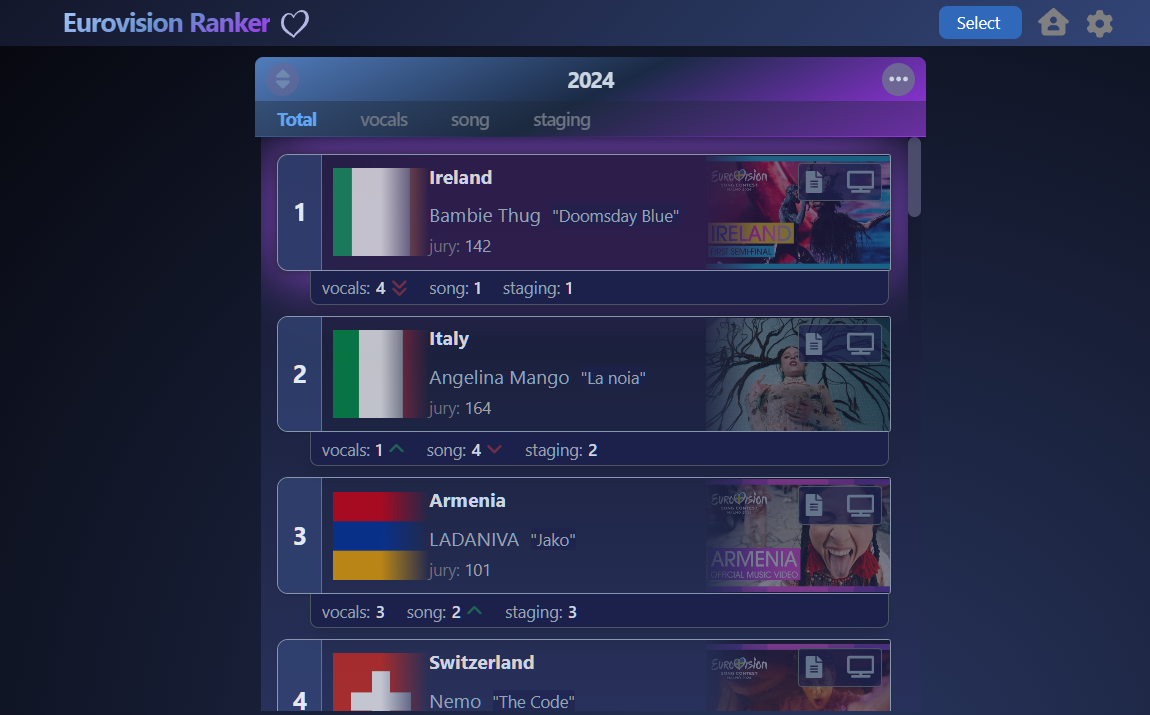 Eurovision Ranker
Select
2024
Total vocals song staging
1
Ireland
Bambie Thug "Doomsday Blue"
jury: 142
EUROVISION
SONG CONTEST
IRELAND
FIRST SEMI-FINAL
vocals: 4 song: 1 staging: 1
2
Italy
Angelina Mango "La noia"
jury: 164
vocals: 1 song: 4 staging: 2
3
Armenia
LADANIVA "Jako"
jury: 101
EUROVISION
SONG CONTEST
ARMENIA
OFFICIAL MUSIC VIDEO
vocals: 3 song: 2 staging: 3
4
Switzerland
Nemo "The Code"
EUROVISION
SONG CONTEST